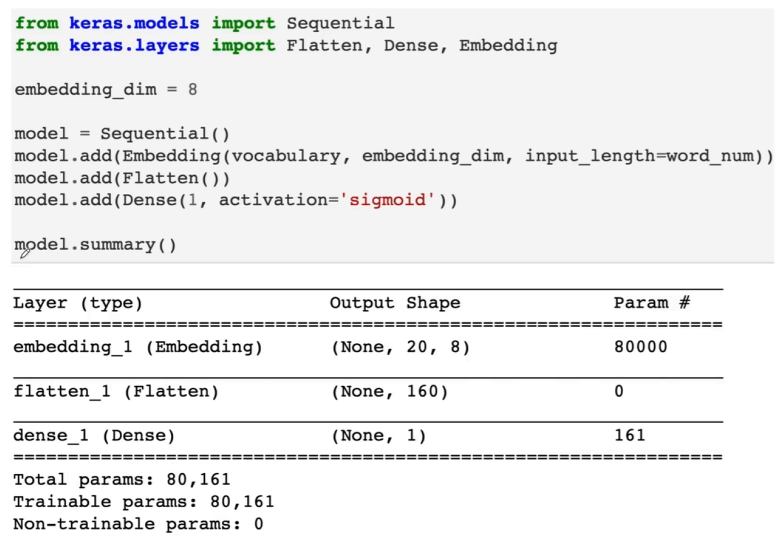 from keras.models import Sequential
from keras.layers import Flatten, Dense, Embedding
embedding_dim = 8
model = Sequential()
model.add(Embedding(vocabulary, embedding_dim, input_length=word_num))
model.add(Flatten())
model.add(Dense(1, activation='sigmoid'))
model.summary()
Layer (type) Output Shape Param #
=================================================================
embedding_1 (Embedding) (None, 20, 8) 80000
flatten_1 (Flatten) (None, 160) 0
dense_1 (Dense) (None, 1) 161
=================================================================
Total params: 80,161
Trainable params: 80,161
Non-trainable params: 0